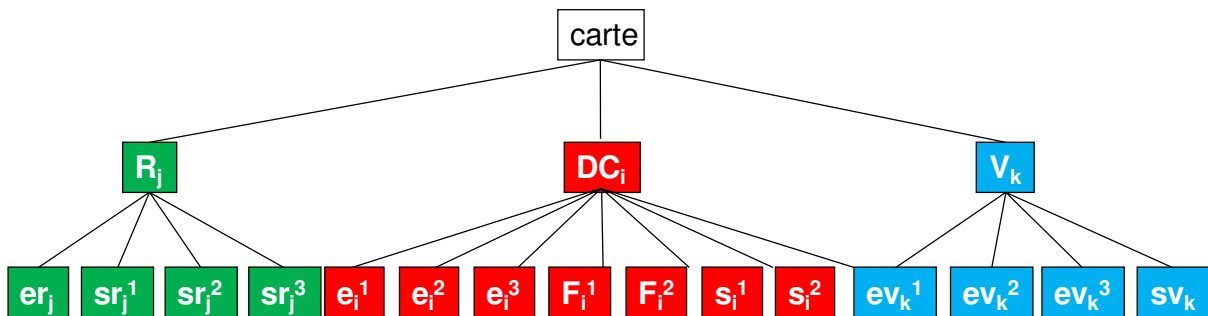 carte
Rⱼ DCᵢ Vₖ
erⱼ srⱼ¹ srⱼ² srⱼ³ eᵢ¹ eᵢ² eᵢ³ Fᵢ¹ Fᵢ² sᵢ¹ sᵢ² evₖ¹ evₖ² evₖ³ svₖ